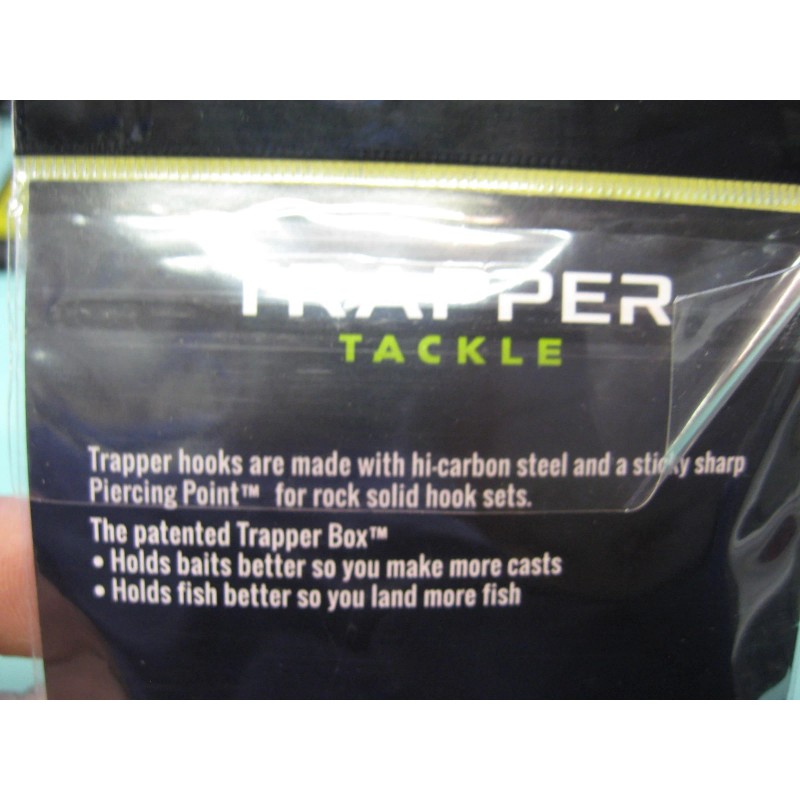 TRAPPER
TACKLE
Trapper hooks are made with hi-carbon steel and a sticky sharp
Piercing Point™ for rock solid hook sets.
The patented Trapper Box™
• Holds baits better so you make more casts
• Holds fish better so you land more fish